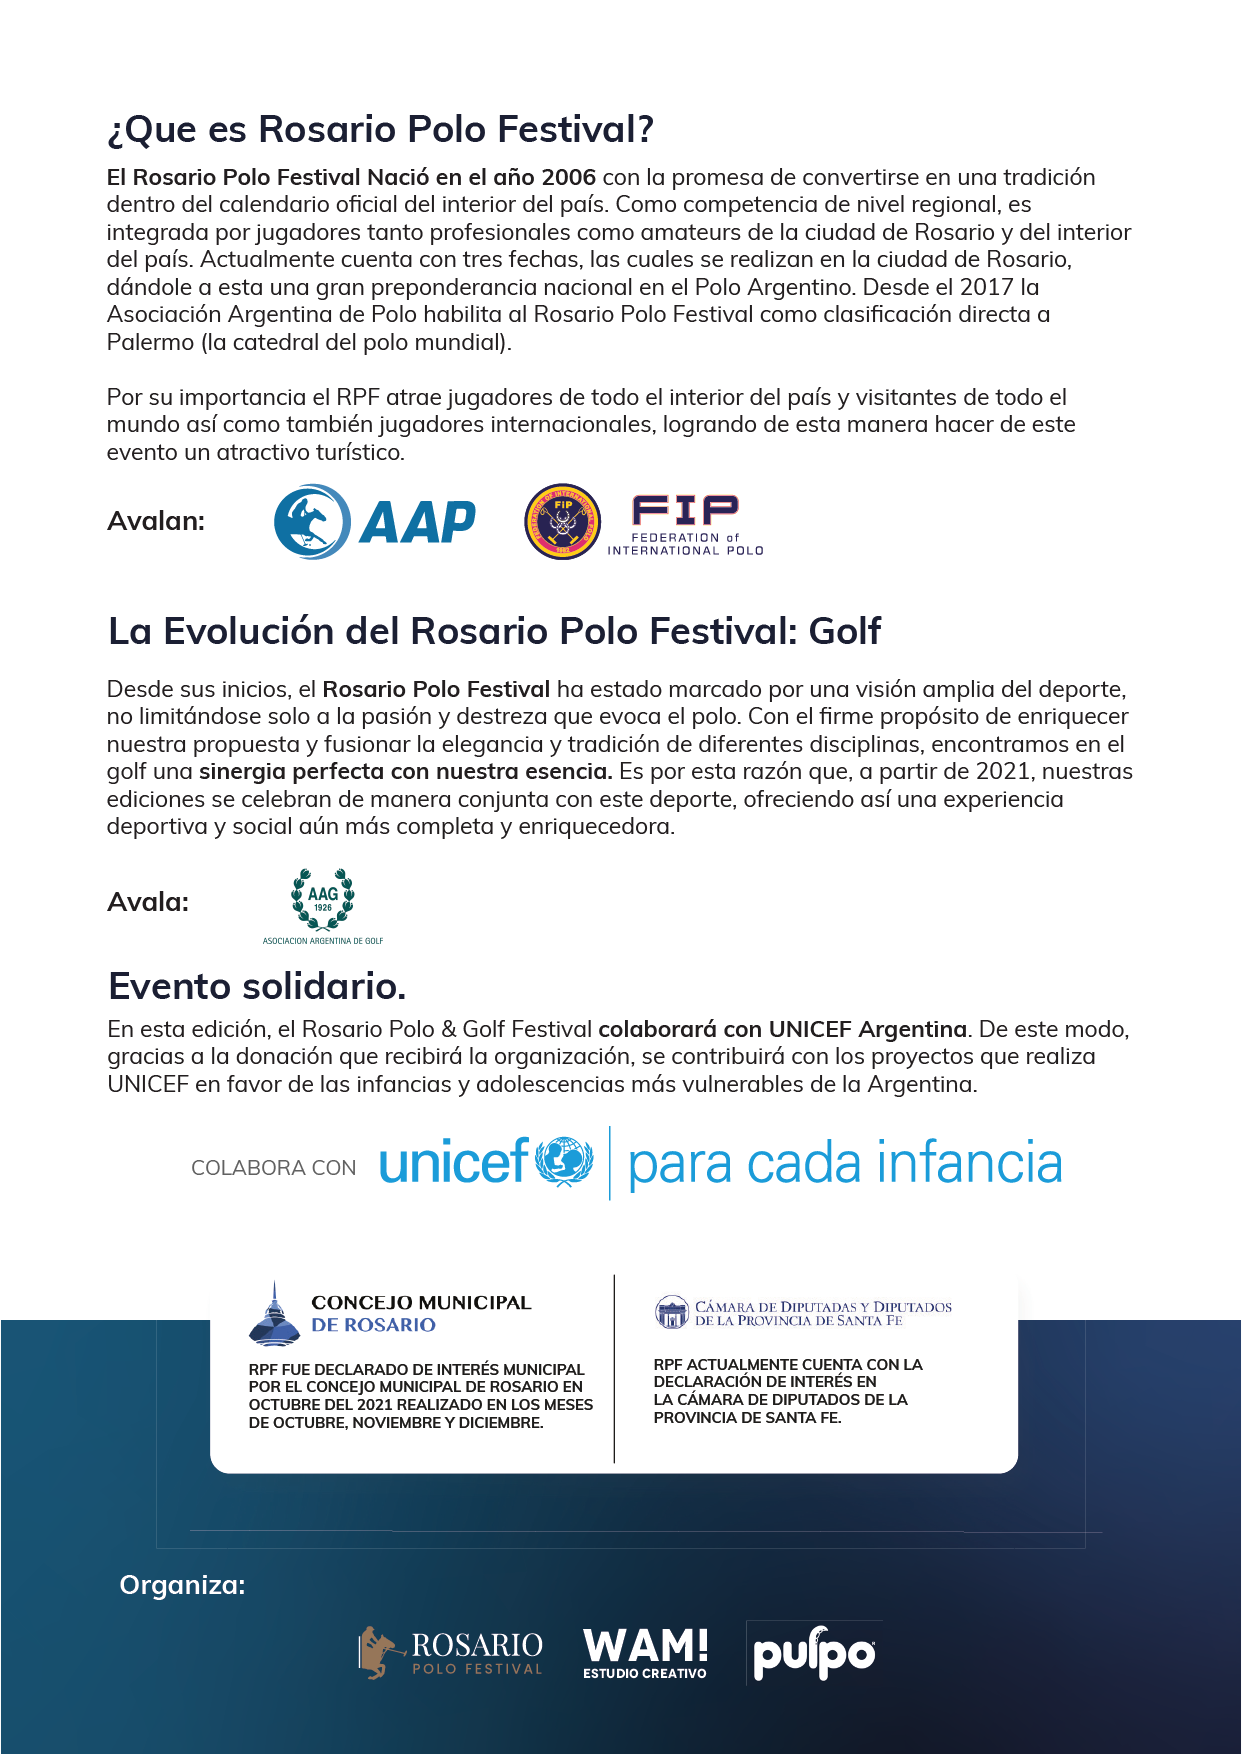 ¿Que es Rosario Polo Festival?
El Rosario Polo Festival Nació en el año 2006 con la promesa de convertirse en una tradición
dentro del calendario oficial del interior del país. Como competencia de nivel regional, es
integrada por jugadores tanto profesionales como amateurs de la ciudad de Rosario y del interior
del país. Actualmente cuenta con tres fechas, las cuales se realizan en la ciudad de Rosario,
dándole a esta una gran preponderancia nacional en el Polo Argentino. Desde el 2017 la
Asociación Argentina de Polo habilita al Rosario Polo Festival como clasificación directa a
Palermo (la catedral del polo mundial).
Por su importancia el RPF atrae jugadores de todo el interior del país y visitantes de todo el
mundo así como también jugadores internacionales, logrando de esta manera hacer de este
evento un atractivo turístico.
Avalan:
AAP
FEDERATION OF INTERNATIONAL POLO
FIP
1982
FIP
FEDERATION of
INTERNATIONAL POLO
La Evolución del Rosario Polo Festival: Golf
Desde sus inicios, el Rosario Polo Festival ha estado marcado por una visión amplia del deporte,
no limitándose solo a la pasión y destreza que evoca el polo. Con el firme propósito de enriquecer
nuestra propuesta y fusionar la elegancia y tradición de diferentes disciplinas, encontramos en el
golf una sinergia perfecta con nuestra esencia. Es por esta razón que, a partir de 2021, nuestras
ediciones se celebran de manera conjunta con este deporte, ofreciendo así una experiencia
deportiva y social aún más completa y enriquecedora.
Avala:
AAG
1926
ASOCIACION ARGENTINA DE GOLF
Evento solidario.
En esta edición, el Rosario Polo & Golf Festival colaborará con UNICEF Argentina. De este modo,
gracias a la donación que recibirá la organización, se contribuirá con los proyectos que realiza
UNICEF en favor de las infancias y adolescencias más vulnerables de la Argentina.
COLABORA CON unicef para cada infancia
CONCEJO MUNICIPAL
DE ROSARIO
RPF FUE DECLARADO DE INTERÉS MUNICIPAL
POR EL CONCEJO MUNICIPAL DE ROSARIO EN
OCTUBRE DEL 2021 REALIZADO EN LOS MESES
DE OCTUBRE, NOVIEMBRE Y DICIEMBRE.
CÁMARA DE DIPUTADAS Y DIPUTADOS
DE LA PROVINCIA DE SANTA FE
RPF ACTUALMENTE CUENTA CON LA
DECLARACIÓN DE INTERÉS EN
LA CÁMARA DE DIPUTADOS DE LA
PROVINCIA DE SANTA FE.
Organiza:
ROSARIO
POLO FESTIVAL
WAM!
ESTUDIO CREATIVO
pulpo